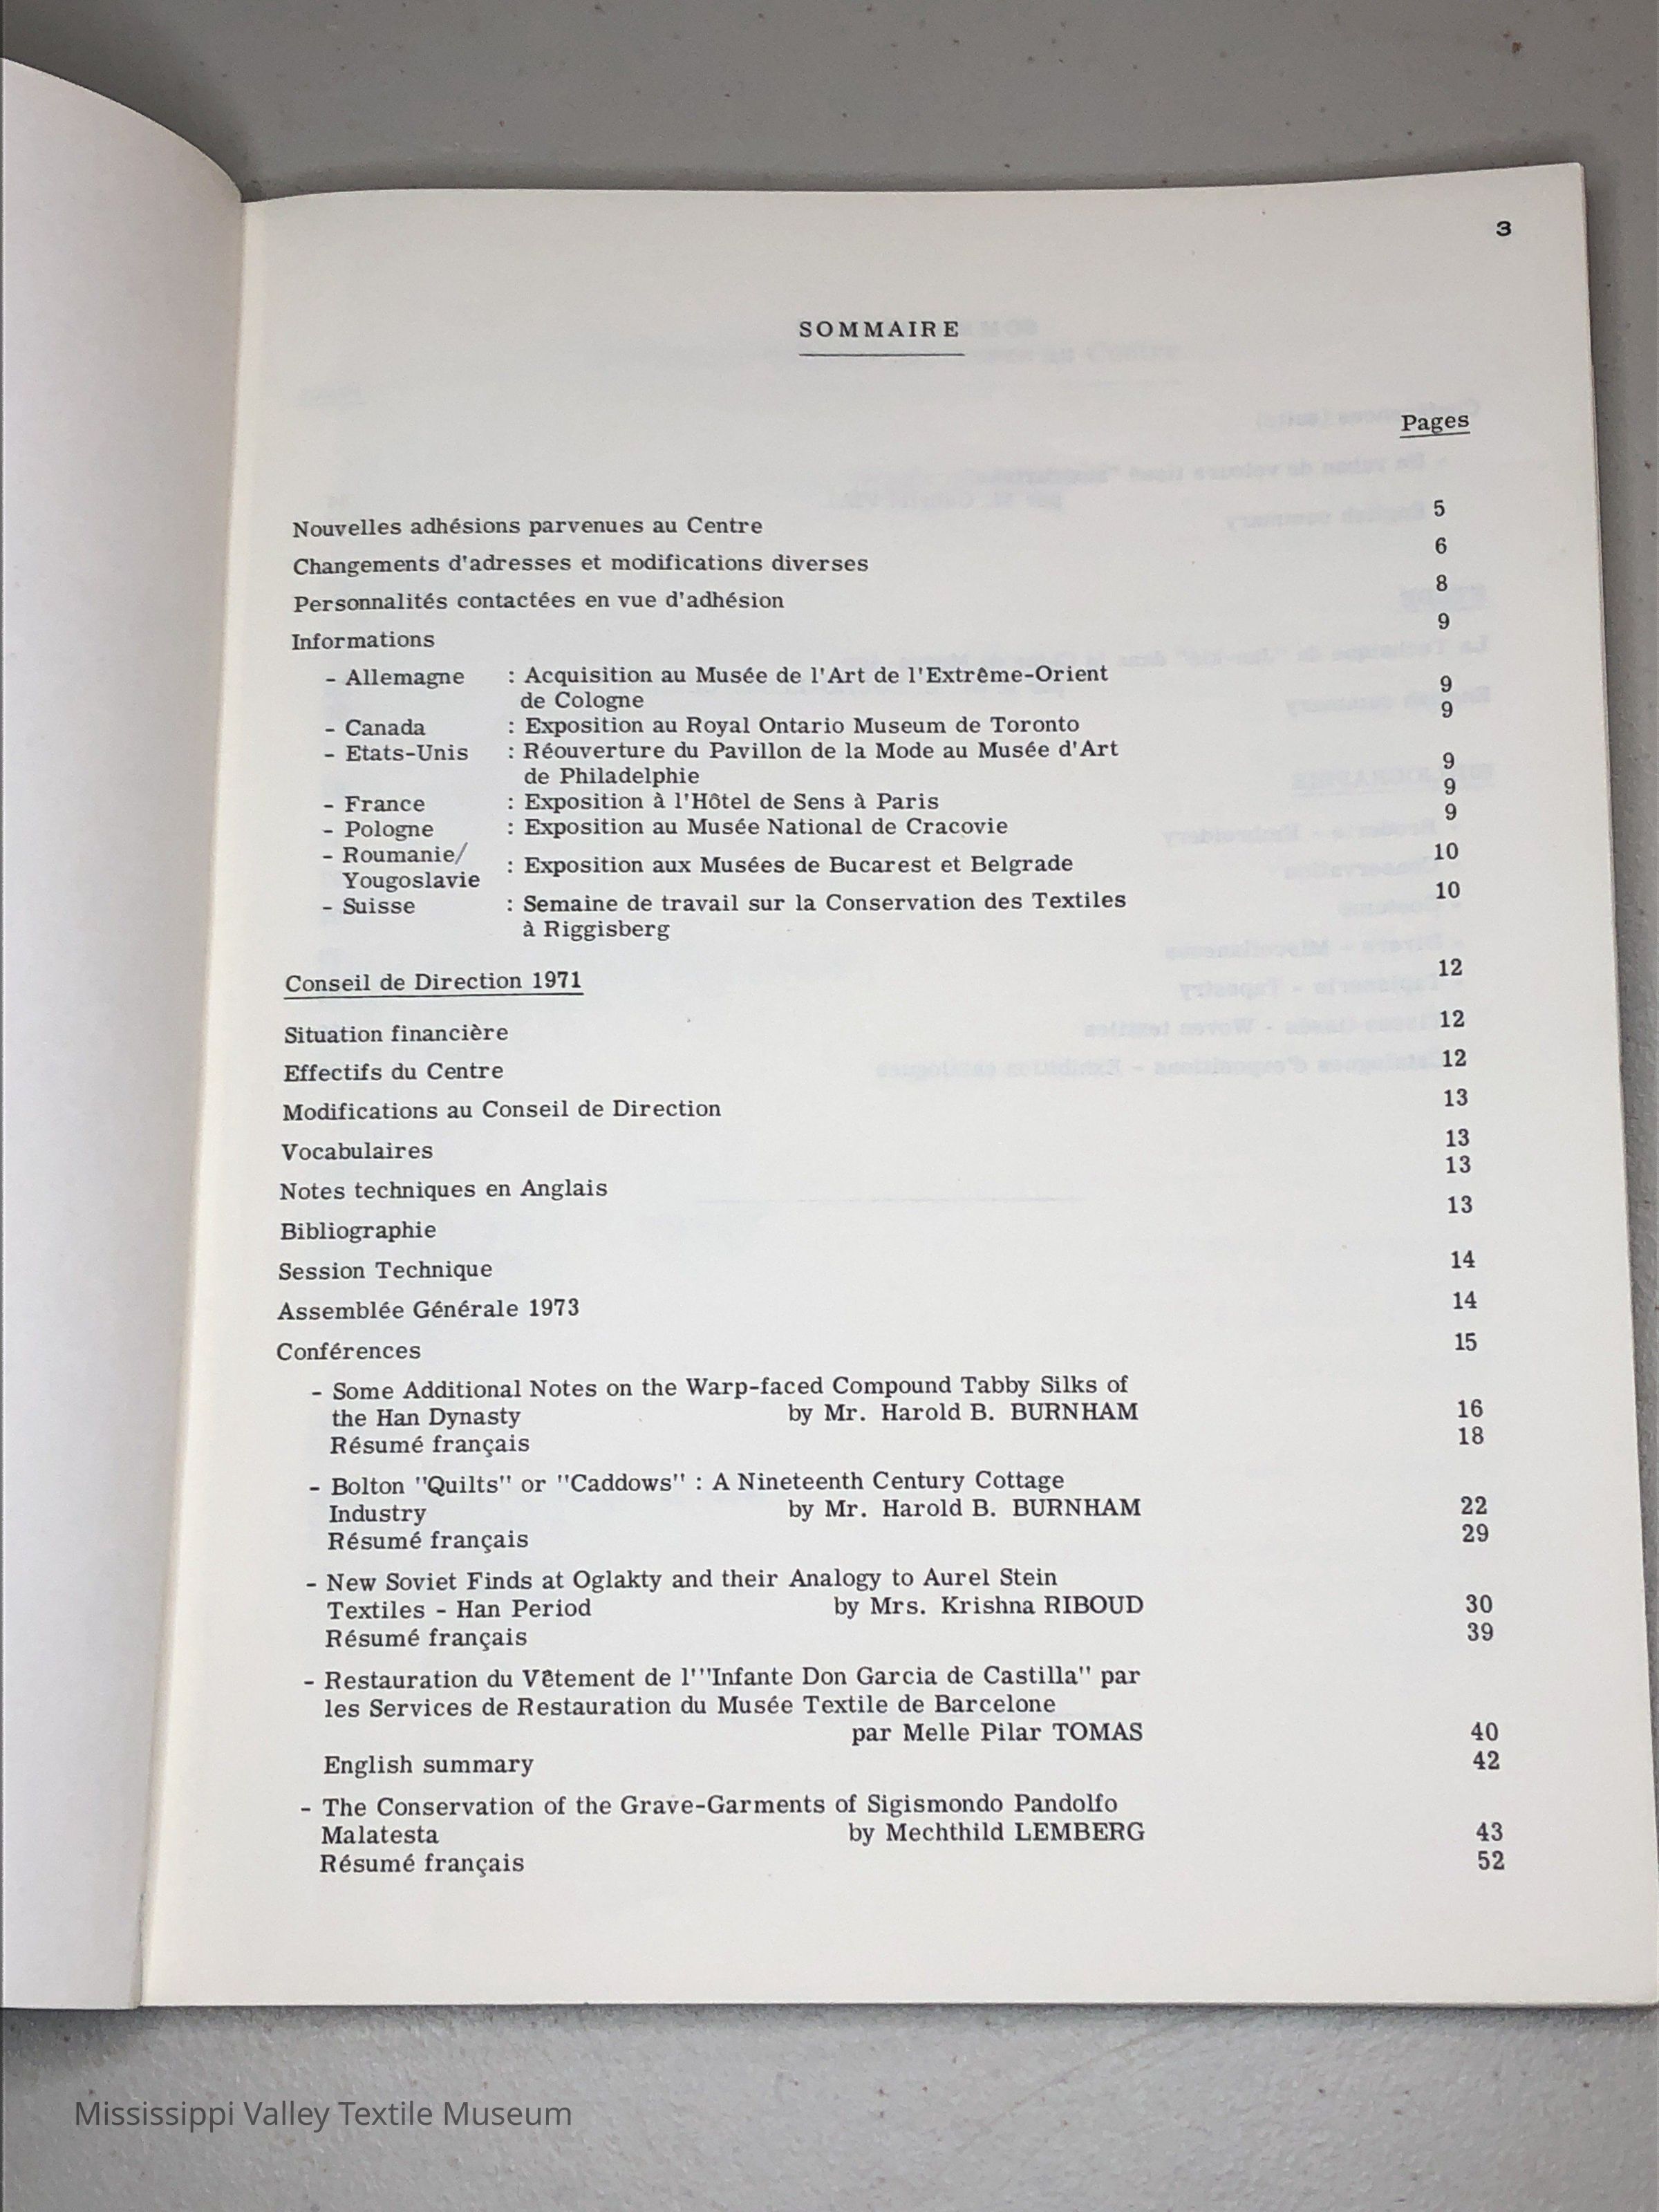 3
SOMMAIRE
Pages
Nouvelles adhésions parvenues au Centre 5
Changements d'adresses et modifications diverses 6
Personnalités contactées en vue d'adhésion 8
Informations 9
- Allemagne : Acquisition au Musée de l'Art de l'Extrême-Orient
de Cologne 9
- Canada : Exposition au Royal Ontario Museum de Toronto 9
- Etats-Unis : Réouverture du Pavillon de la Mode au Musée d'Art
de Philadelphie 9
- France : Exposition à l'Hôtel de Sens à Paris 9
- Pologne : Exposition au Musée National de Cracovie 9
- Roumanie/
Yougoslavie : Exposition aux Musées de Bucarest et Belgrade 10
- Suisse : Semaine de travail sur la Conservation des Textiles 10
à Riggisberg
Conseil de Direction 1971 12
Situation financière 12
Effectifs du Centre 12
Modifications au Conseil de Direction 13
Vocabulaires 13
Notes techniques en Anglais 13
Bibliographie 13
Session Technique 14
Assemblée Générale 1973 14
Conférences 15
- Some Additional Notes on the Warp-faced Compound Tabby Silks of
the Han Dynasty by Mr. Harold B. BURNHAM 16
Résumé français 18
- Bolton "Quilts" or "Caddows" : A Nineteenth Century Cottage
Industry by Mr. Harold B. BURNHAM 22
Résumé français 29
- New Soviet Finds at Oglakty and their Analogy to Aurel Stein
Textiles - Han Period by Mrs. Krishna RIBOUD 30
Résumé français 39
- Restauration du Vêtement de l'"Infante Don Garcia de Castilla" par
les Services de Restauration du Musée Textile de Barcelone
par Melle Pilar TOMAS 40
English summary 42
- The Conservation of the Grave-Garments of Sigismondo Pandolfo
Malatesta by Mechthild LEMBERG 43
Résumé français 52
Mississippi Valley Textile Museum